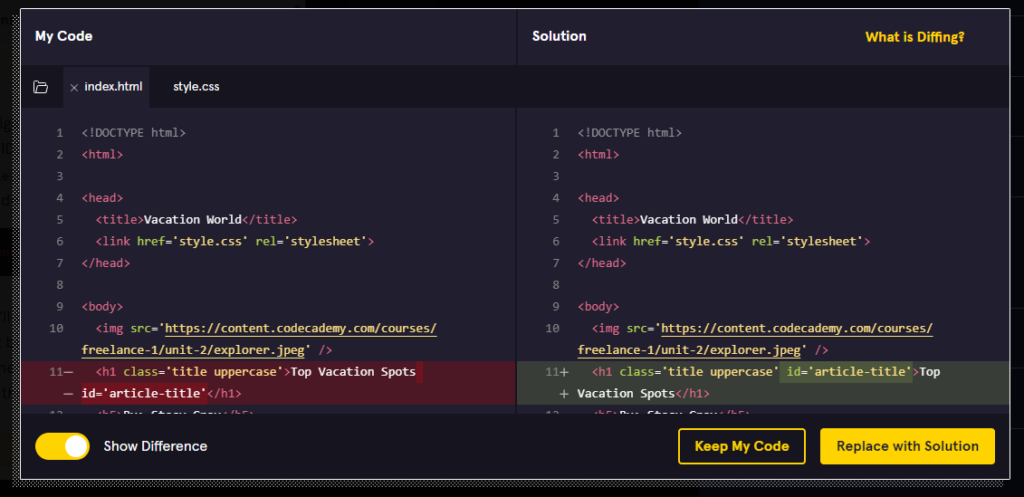 My Code
Solution
What is Diffing?
× index.html
style.css
1 <!DOCTYPE html>
2 <html>
3
4 <head>
5 <title>Vacation World</title>
6 <link href='style.css' rel='stylesheet'>
7 </head>
8
9 <body>
10 <img src='https://content.codecademy.com/courses/
freelance-1/unit-2/explorer.jpeg' />
11— <h1 class='title uppercase'>Top Vacation Spots
— id='article-title'</h1>
1 <!DOCTYPE html>
2 <html>
3
4 <head>
5 <title>Vacation World</title>
6 <link href='style.css' rel='stylesheet'>
7 </head>
8
9 <body>
10 <img src='https://content.codecademy.com/courses/
freelance-1/unit-2/explorer.jpeg' />
11+ <h1 class='title uppercase' id='article-title'>Top
+ Vacation Spots</h1>
Show Difference
Keep My Code
Replace with Solution